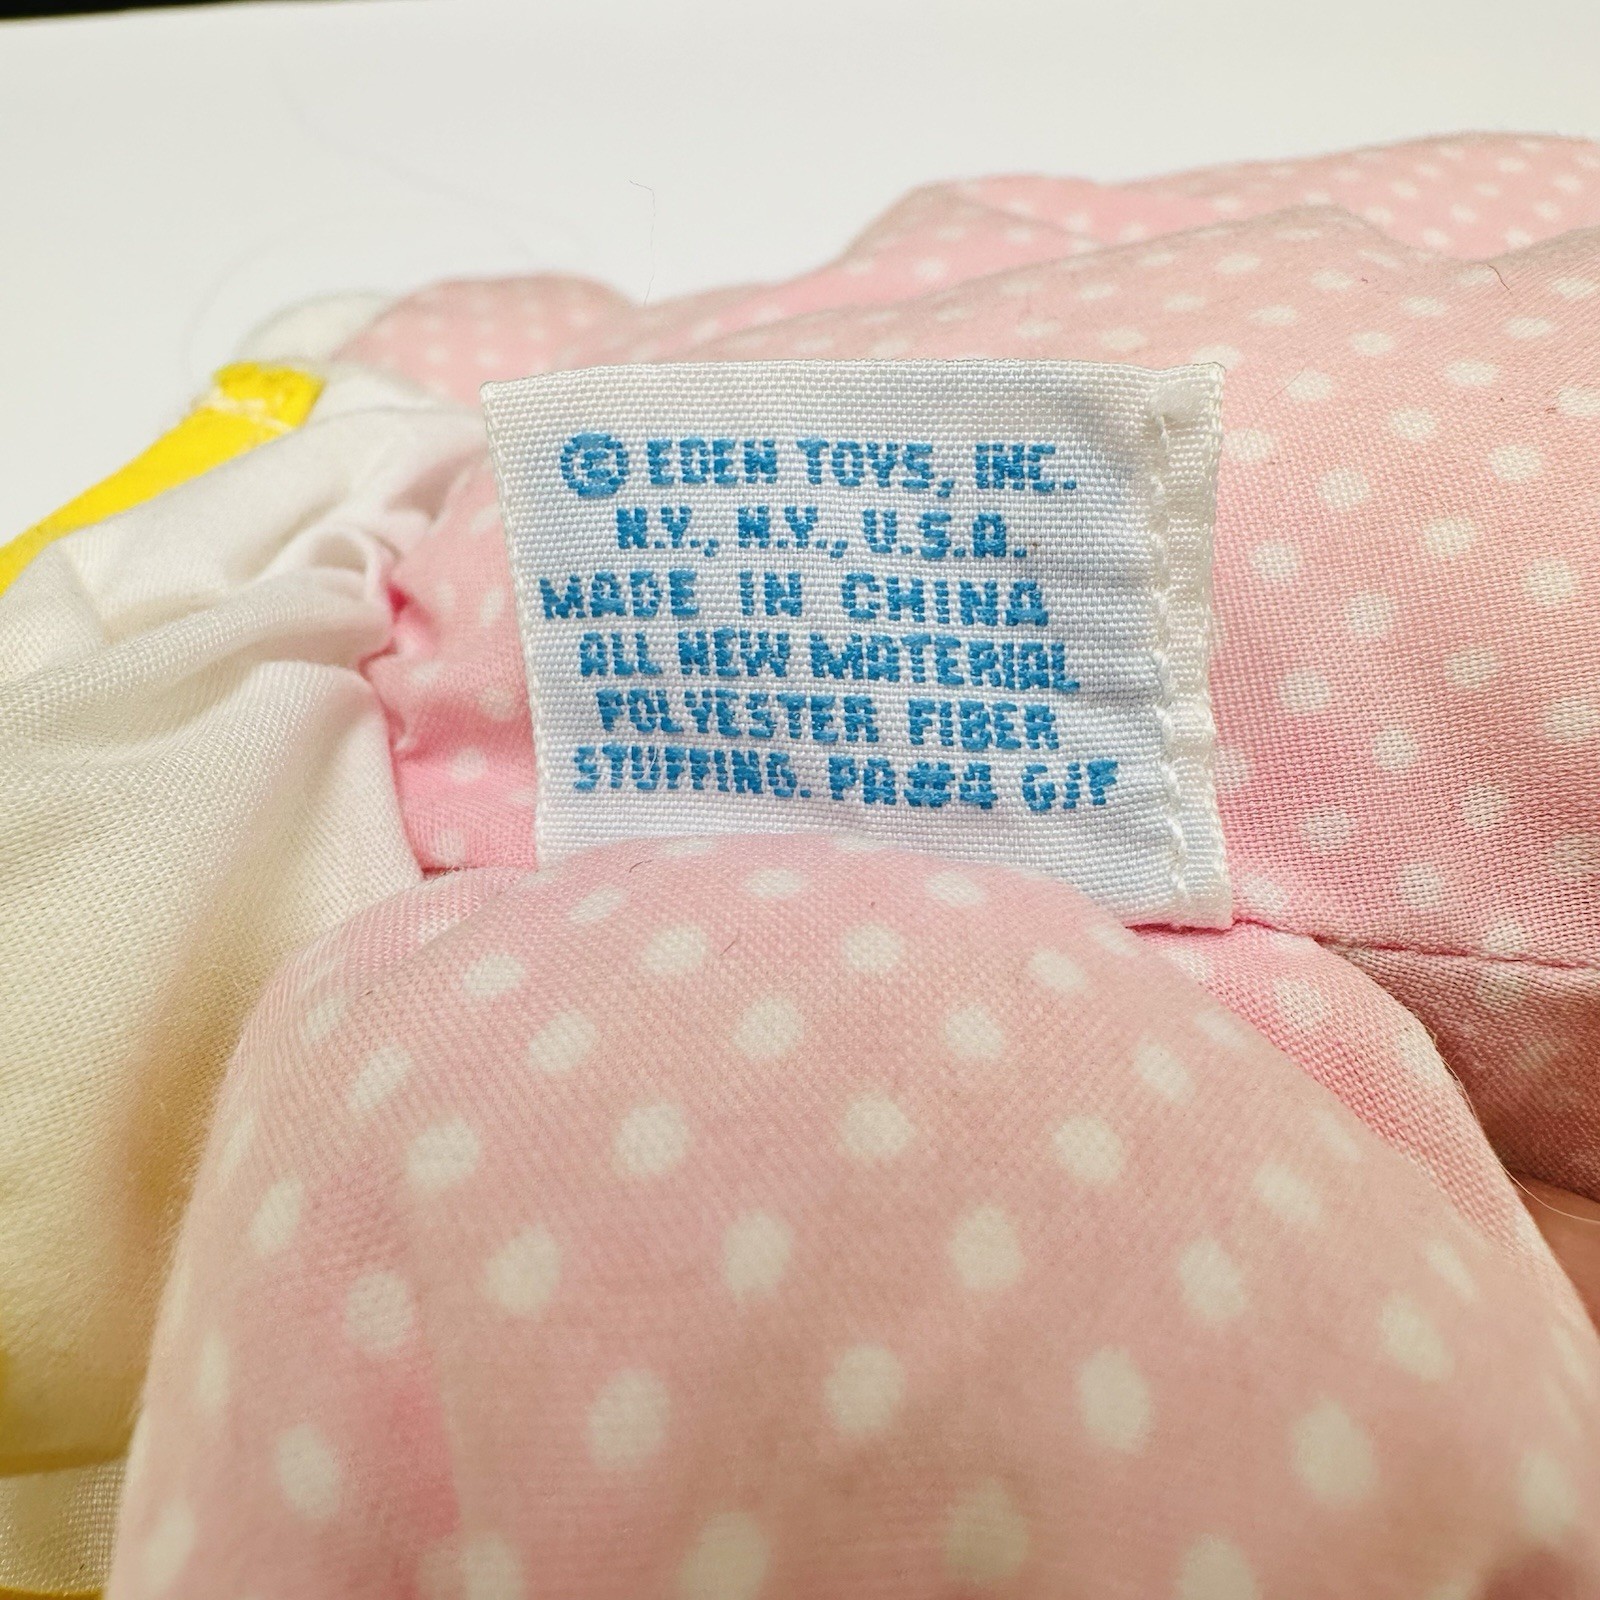 © EDEN TOYS, INC.
N.Y., N.Y., U.S.A.
MADE IN CHINA
ALL NEW MATERIAL
POLYESTER FIBER
STUFFING. PA#4 G/F